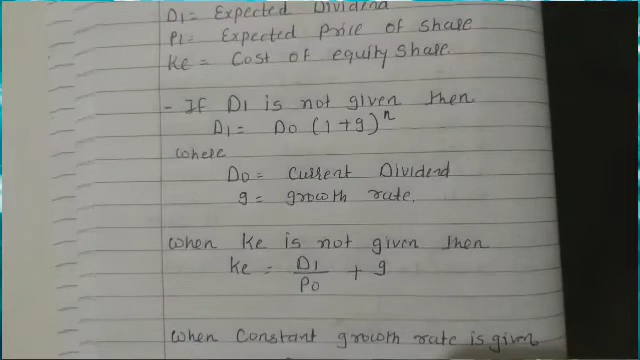 D1 = Expected Dividend
P1 = Expected Price of share
Ke = Cost of equity share
- If D1 is not given then
D1 = D0 (1+g)^n
where
D0 = Current Dividend
g = growth rate.
When Ke is not given then
Ke = D1/P0 + g
When Constant growth rate is given